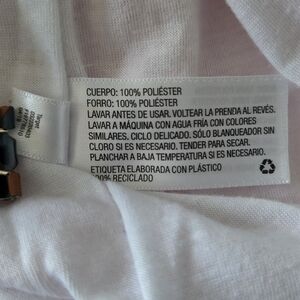 CUERPO: 100% POLIÉSTER
FORRO: 100% POLIÉSTER
LAVAR ANTES DE USAR. VOLTEAR LA PRENDA AL REVÉS.
LAVAR A MÁQUINA CON AGUA FRÍA CON COLORES
SIMILARES. CICLO DELICADO. SÓLO BLANQUEADOR SIN
CLORO SI ES NECESARIO. TENDER PARA SECAR.
PLANCHAR A BAJA TEMPERATURA SI ES NECESARIO.
ETIQUETA ELABORADA CON PLÁSTICO
RECICLADO
Target